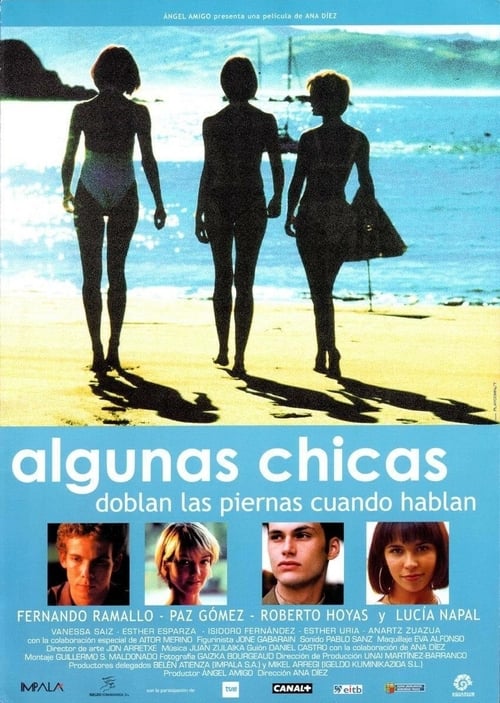 ÁNGEL AMIGO presenta una película de ANA DÍEZ
algunas chicas
doblan las piernas cuando hablan
FERNANDO RAMALLO - PAZ GÓMEZ - ROBERTO HOYAS y LUCÍA NAPAL
VANESSA SAIZ - ESTHER ESPARZA - ISIDORO FERNÁNDEZ - ESTHER URIA - ANARTZ ZUAZUA
con la colaboración especial de AITOR MERINO Figurinista JONE GABARAIN Sonido PABLO SANZ Maquillaje EVA ALFONSO
Director de arte JON ARRETXE Música JUAN ZULAIKA Guión DANIEL CASTRO con la colaboración de ANA DÍEZ
Montaje GUILLERMO S. MALDONADO Fotografía GAIZKA BOURGEAUD Dirección de Producción UNAI MARTÍNEZ-BARRANCO
Productores delegados BELÉN ATIENZA (IMPALA S.A.) y MIKEL ARREGI (IGELDO KOMUNIKAZIOA S.L.)
Productor ÁNGEL AMIGO Dirección ANA DÍEZ
IMPALA
con la participación de
CANAL+
eitb